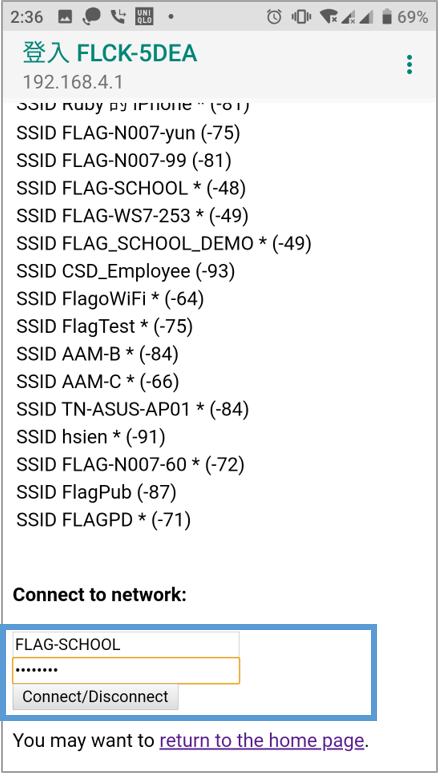 2:36
UNI
QLO
69%
登入 FLCK-5DEA
192.168.4.1
SSID Ruby 的 iPhone * (-81)
SSID FLAG-N007-yun (-75)
SSID FLAG-N007-99 (-81)
SSID FLAG-SCHOOL * (-48)
SSID FLAG-WS7-253 * (-49)
SSID FLAG_SCHOOL_DEMO * (-49)
SSID CSD_Employee (-93)
SSID FlagoWiFi * (-64)
SSID FlagTest * (-75)
SSID AAM-B * (-84)
SSID AAM-C * (-66)
SSID TN-ASUS-AP01 * (-84)
SSID hsien * (-91)
SSID FLAG-N007-60 * (-72)
SSID FlagPub (-87)
SSID FLAGPD * (-71)
Connect to network:
FLAG-SCHOOL
••••••••
Connect/Disconnect
You may want to return to the home page.